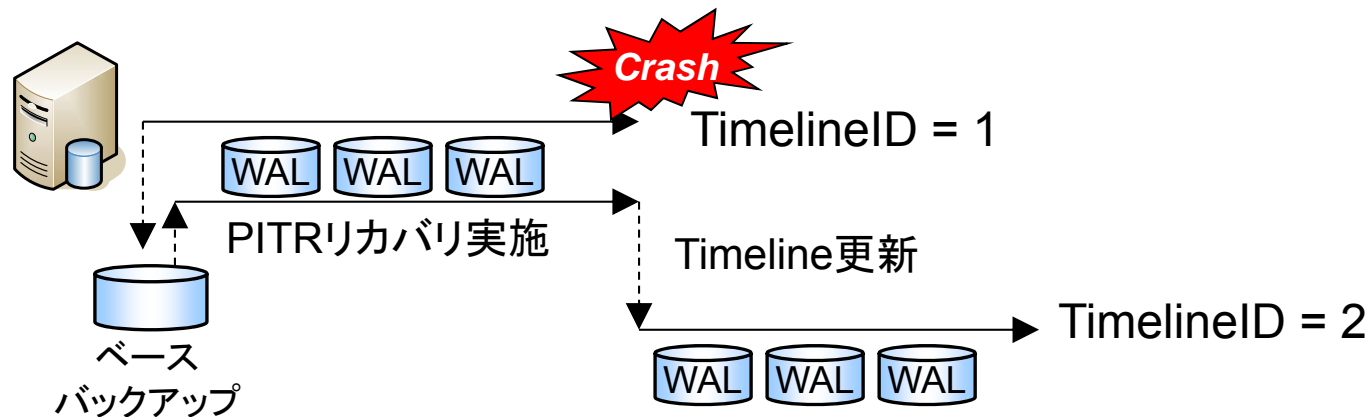 Crash
TimelineID = 1
WAL WAL WAL
PITRリカバリ実施
Timeline更新
TimelineID = 2
WAL WAL WAL
ベース
バックアップ